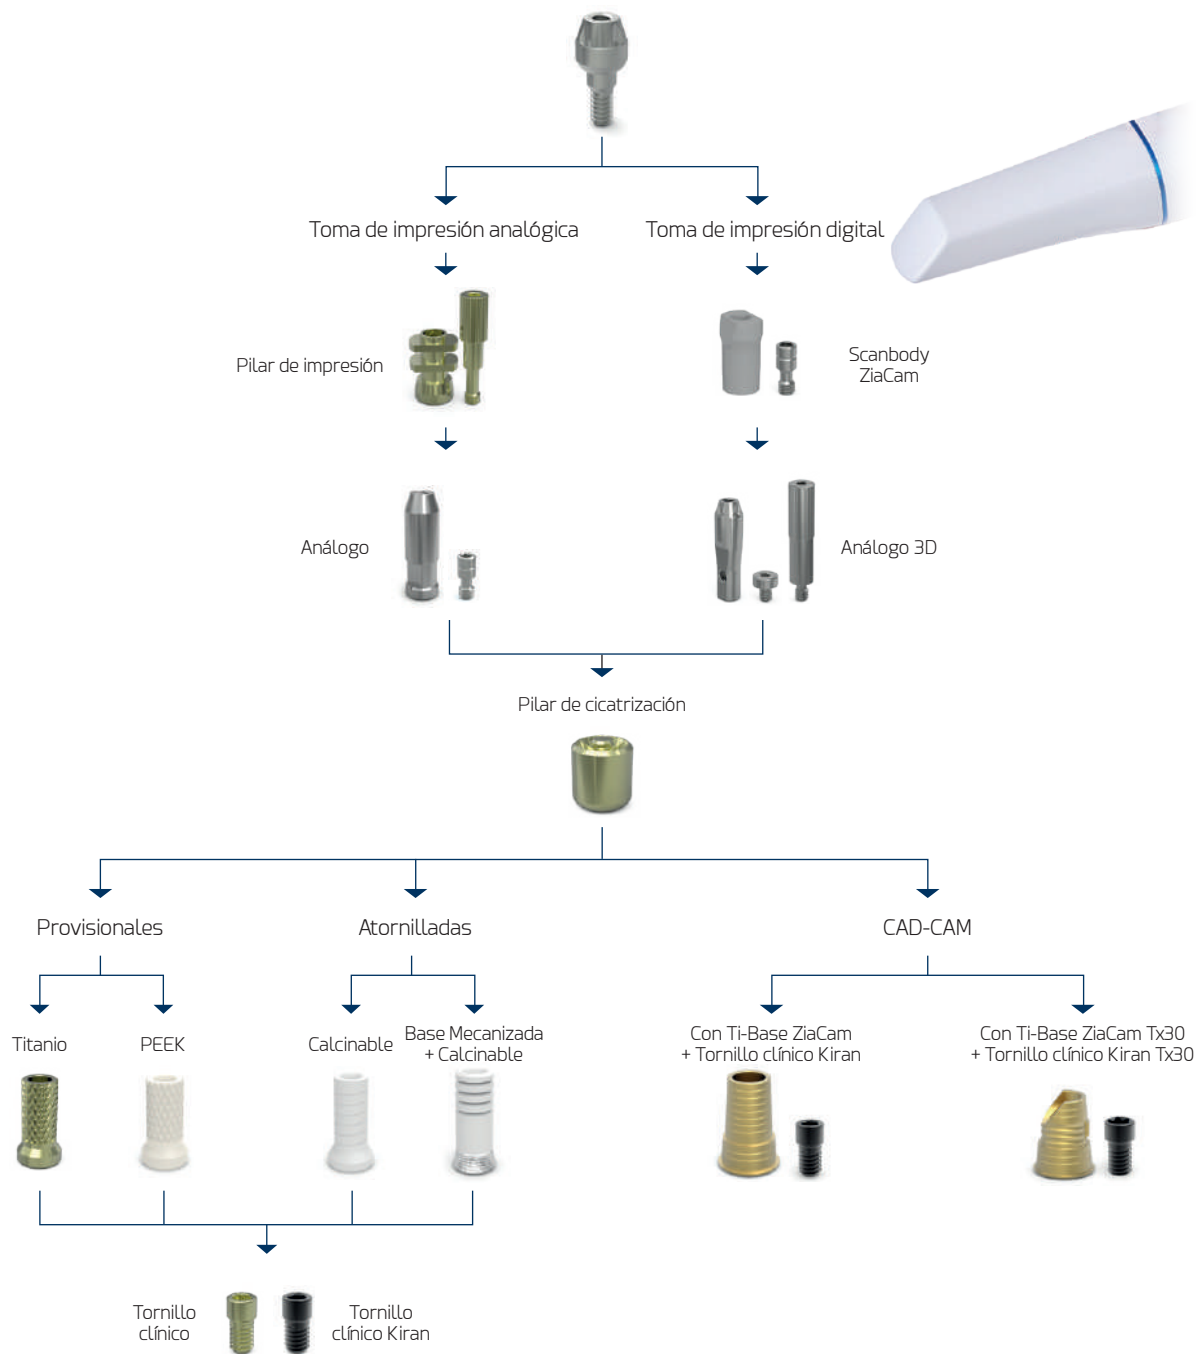 Toma de impresión analógica
Toma de impresión digital
Pilar de impresión
Scanbody
ZiaCam
Análogo
Análogo 3D
Pilar de cicatrización
Provisionales
Atornilladas
CAD-CAM
Titanio
PEEK
Calcinable
Base Mecanizada
+ Calcinable
Con Ti-Base ZiaCam
+ Tornillo clínico Kiran
Con Ti-Base ZiaCam Tx30
+ Tornillo clínico Kiran Tx30
Tornillo
clínico
Tornillo
clínico Kiran